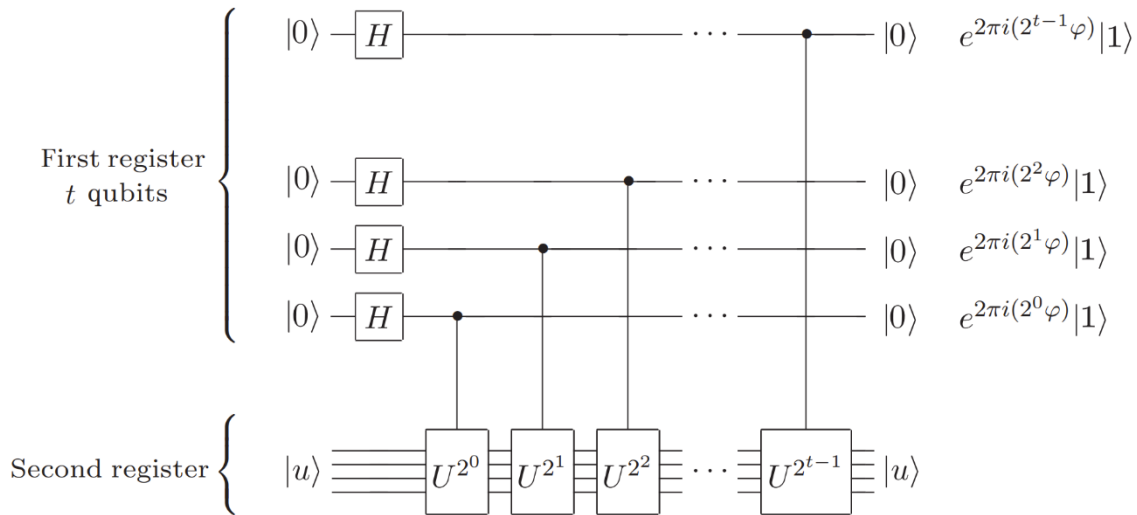 |0⟩ H ··· |0⟩ e^{2πi(2^{t−1}φ)}|1⟩
First register
t qubits
|0⟩ H ··· |0⟩ e^{2πi(2^2φ)}|1⟩
|0⟩ H ··· |0⟩ e^{2πi(2^1φ)}|1⟩
|0⟩ H ··· |0⟩ e^{2πi(2^0φ)}|1⟩
Second register |u⟩ U^{2^0} U^{2^1} U^{2^2} ··· U^{2^{t−1}} |u⟩